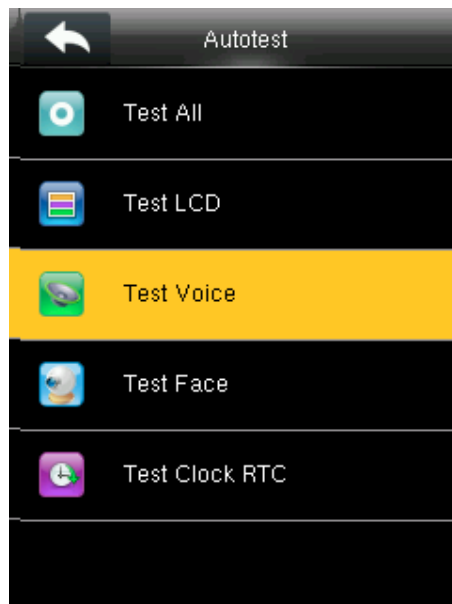 Autotest
Test All
Test LCD
Test Voice
Test Face
Test Clock RTC